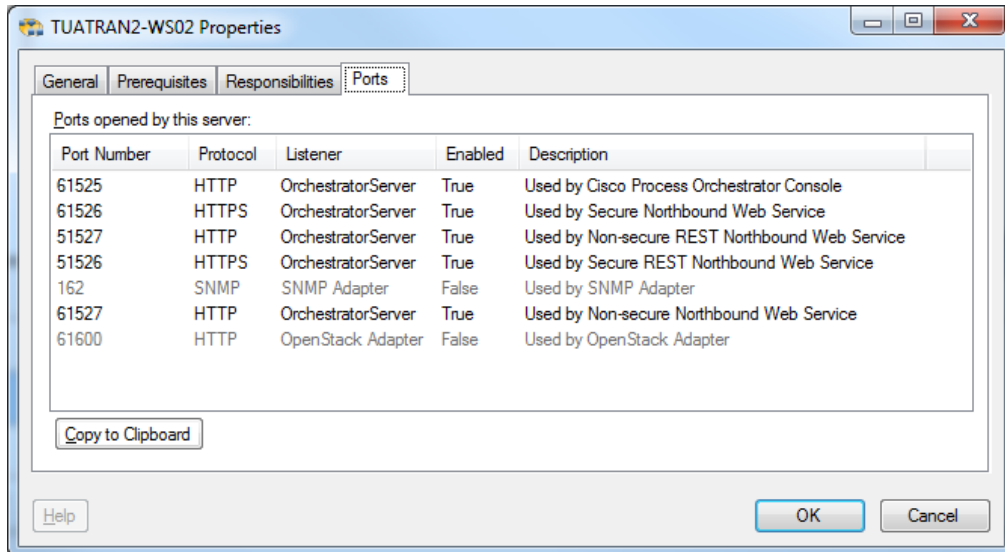 TUATRAN2-WS02 Properties
General Prerequisites Responsibilities Ports
Ports opened by this server:
Port Number Protocol Listener Enabled Description
61525 HTTP OrchestratorServer True Used by Cisco Process Orchestrator Console
61526 HTTPS OrchestratorServer True Used by Secure Northbound Web Service
51527 HTTP OrchestratorServer True Used by Non-secure REST Northbound Web Service
51526 HTTPS OrchestratorServer True Used by Secure REST Northbound Web Service
162 SNMP SNMP Adapter False Used by SNMP Adapter
61527 HTTP OrchestratorServer True Used by Non-secure Northbound Web Service
61600 HTTP OpenStack Adapter False Used by OpenStack Adapter
Copy to Clipboard
Help OK Cancel